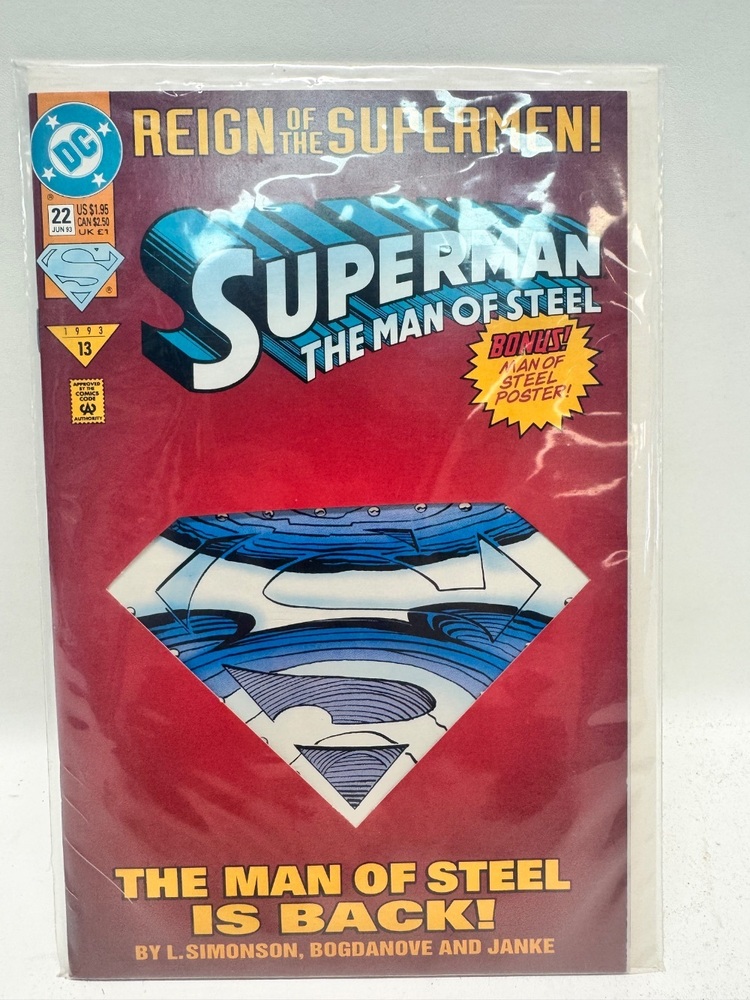 REIGN OF THE SUPERMEN!
DC
22
JUN 93
US $1.95
CAN $2.50
UK £1
S
SUPERMAN
THE MAN OF STEEL
1993
13
BONUS!
MAN OF
STEEL
POSTER!
APPROVED
BY THE
COMICS
CODE
CA
AUTHORITY
THE MAN OF STEEL
IS BACK!
BY L.SIMONSON, BOGDANOVE AND JANKE